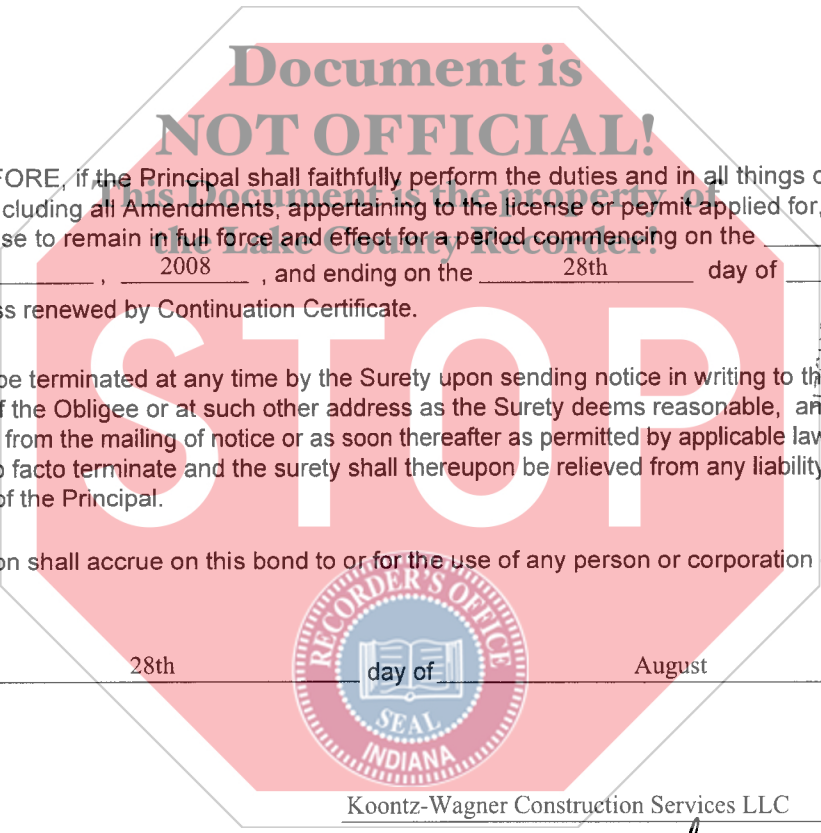 Document is
NOT OFFICIAL!
FORE, if the Principal shall faithfully perform the duties and in all things
This Document is the property of
cluding all Amendments, appertaining to the license or permit applied for,
the Lake County Recorder!
se to remain in full force and effect for a period commencing on the
, 2008 , and ending on the 28th day of
ss renewed by Continuation Certificate.
STOP
be terminated at any time by the Surety upon sending notice in writing to
f the Obligee or at such other address as the Surety deems reasonable,
from the mailing of notice or as soon thereafter as permitted by applicable law
o facto terminate and the surety shall thereupon be relieved from any liability
of the Principal.
on shall accrue on this bond to or for the use of any person or corporation
RECORDER'S OFFICE
28th day of August
SEAL
INDIANA
Koontz-Wagner Construction Services LLC